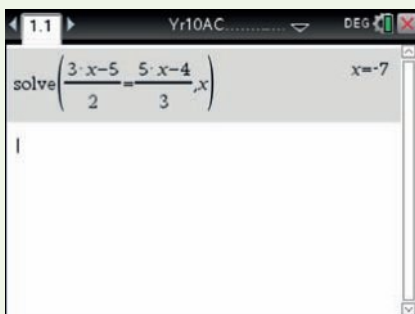 1.1 Yr10AC............ DEG
solve(3·x−5/2=5·x−4/3,x) x=-7